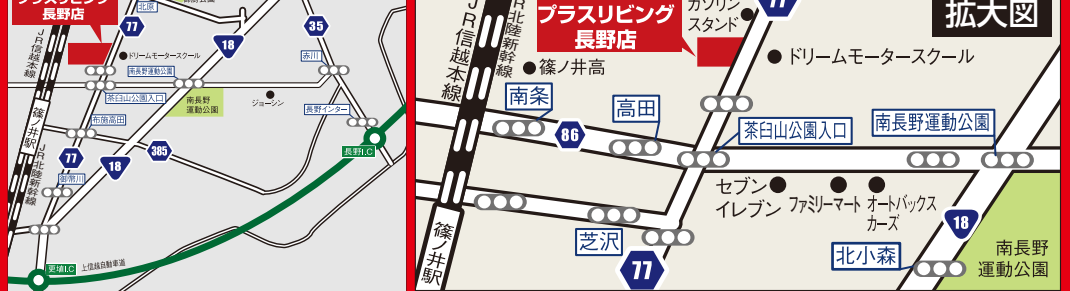 プラスリビング
長野店
北原
77
35
18
JR信越本線
ドリームモータースクール
赤川
南長野運動公園
茶臼山公園入口
南長野
運動公園
ジョーシン
長野インター
布施高田
篠ノ井駅
77
18
385
長野I.C
JR北陸新幹線
御幣川
更埴I.C
上信越自動車道
JR信越本線
JR北陸新幹線
プラスリビング
長野店
ガソリン
スタンド
77
拡大図
ドリームモータースクール
篠ノ井高
南条
高田
86
茶臼山公園入口
南長野運動公園
セブン
イレブン
ファミリーマート
オートバックス
カーズ
芝沢
77
篠ノ井駅
18
北小森
南長野
運動公園